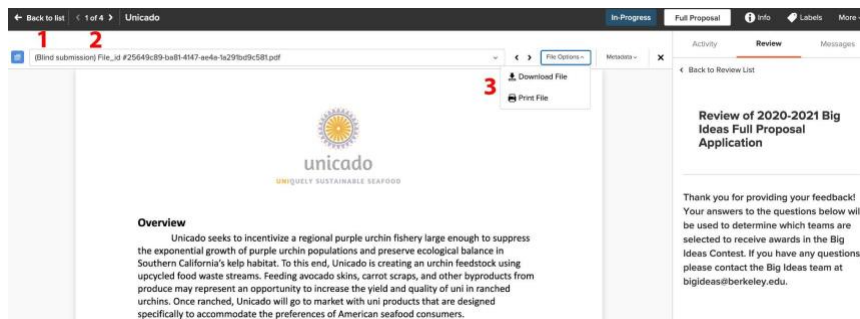 ← Back to list < 1 of 4 > Unicado In-Progress Full Proposal Info Labels More
1 2
(Blind submission) File_id #25649c89-ba81-4147-ae4a-1a291bd9c581.pdf < > File Options Metadata X
Activity Review Messages
< Back to Review List
3
Download File
Print File
unicado
UNIQUELY SUSTAINABLE SEAFOOD
Review of 2020-2021 Big
Ideas Full Proposal
Application
Thank you for providing your feedback!
Your answers to the questions below wil
be used to determine which teams are
selected to receive awards in the Big
Ideas Contest. If you have any questions
please contact the Big Ideas team at
bigideas@berkeley.edu.
Overview
Unicado seeks to incentivize a regional purple urchin fishery large enough to suppress
the exponential growth of purple urchin populations and preserve ecological balance in
Southern California's kelp habitat. To this end, Unicado is creating an urchin feedstock using
upcycled food waste streams. Feeding avocado skins, carrot scraps, and other byproducts from
produce may represent an opportunity to increase the yield and quality of uni in ranched
urchins. Once ranched, Unicado will go to market with uni products that are designed
specifically to accommodate the preferences of American seafood consumers.